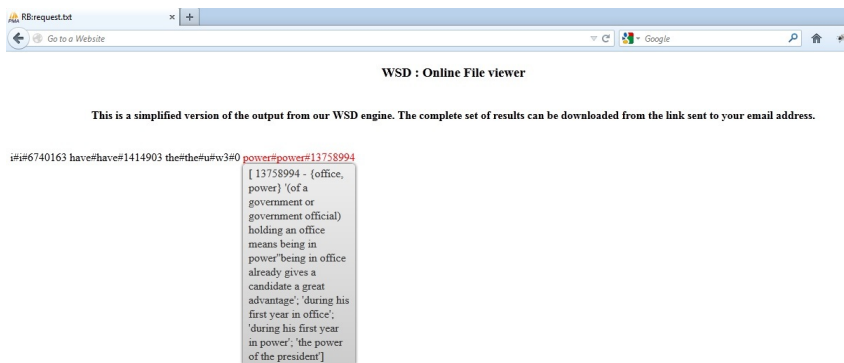 RB:request.txt × +
Go to a Website Google
WSD : Online File viewer
This is a simplified version of the output from our WSD engine. The complete set of results can be downloaded from the link sent to your email address.
i#i#6740163 have#have#1414903 the#the#u#w3#0 power#power#13758994
[ 13758994 - {office,
power} '(of a
government or
government official)
holding an office
means being in
power''being in office
already gives a
candidate a great
advantage'; 'during his
first year in office';
'during his first year
in power'; 'the power
of the president']